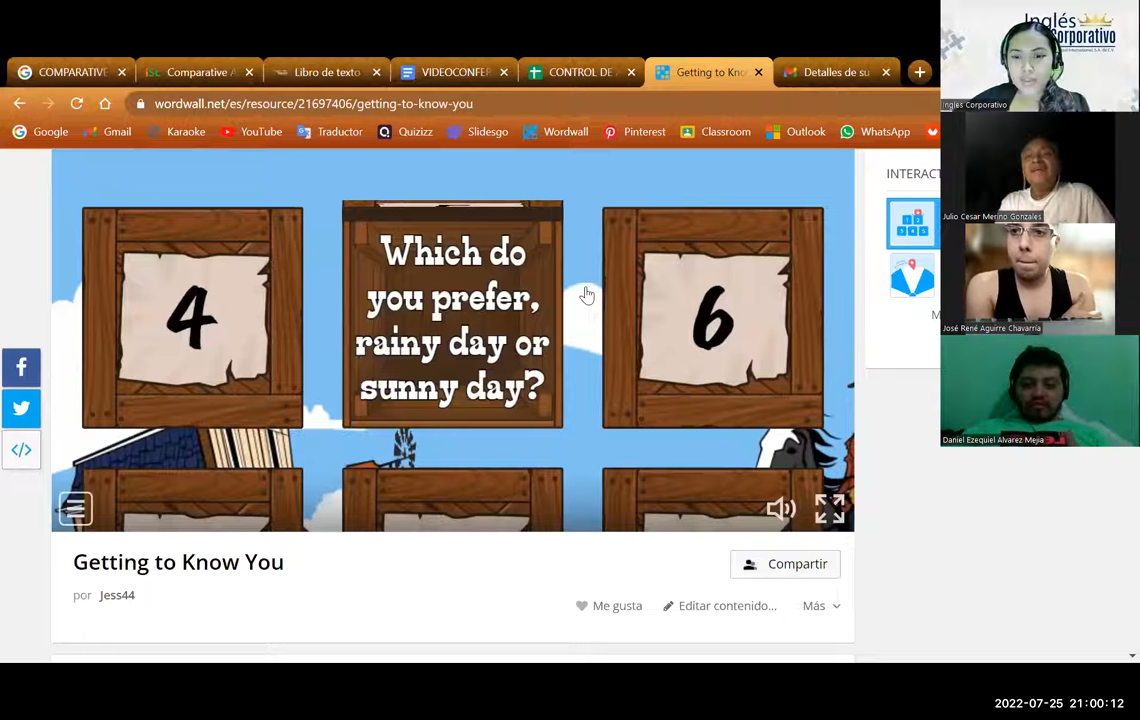 Inglés
Corporativo
COMPARATIVE
Comparative A
Libro de texto
VIDEOCONFER
CONTROL DE
Getting to Kno
Detalles de su
wordwall.net/es/resource/21697406/getting-to-know-you
Ingles Corporativo
Google
Gmail
Karaoke
YouTube
Traductor
Quizizz
Slidesgo
Wordwall
Pinterest
Classroom
Outlook
WhatsApp
INTERACT
4
Which do
you prefer,
rainy day or
sunny day?
6
Julio Cesar Merino Gonzales
José René Aguirre Chavarría
Daniel Ezequiel Alvarez Mejia
Getting to Know You
Compartir
por Jess44
Me gusta
Editar contenido...
Más
2022-07-25 21:00:12